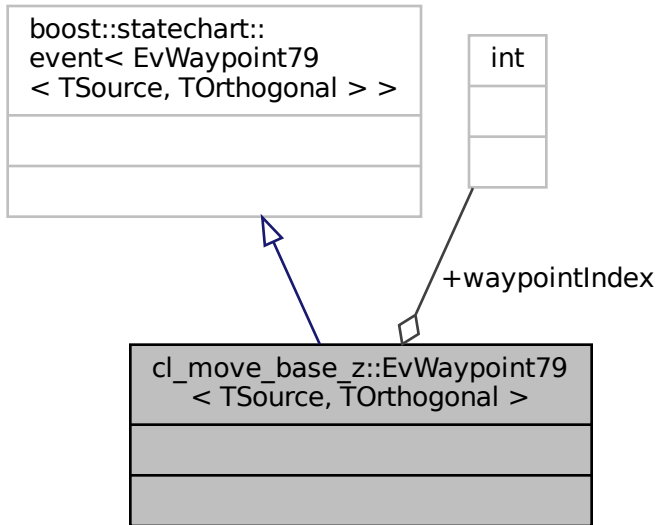 boost::statechart::
event< EvWaypoint79
< TSource, TOrthogonal > >
int
+waypointIndex
cl_move_base_z::EvWaypoint79
< TSource, TOrthogonal >